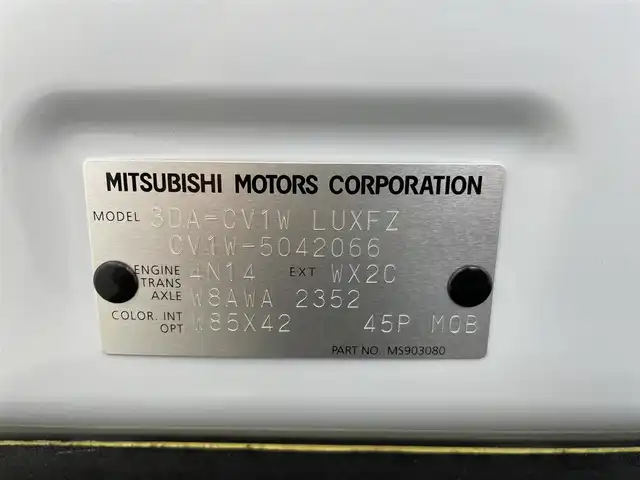 MITSUBISHI MOTORS CORPORATION
MODEL 3DA-CV1W LUXFZ
CV1W-5042066
ENGINE 4N14 EXT WX2C
TRANS
AXLE W8AWA 2352
COLOR. INT
OPT W85X42 45P M0B
PART NO. MS903080